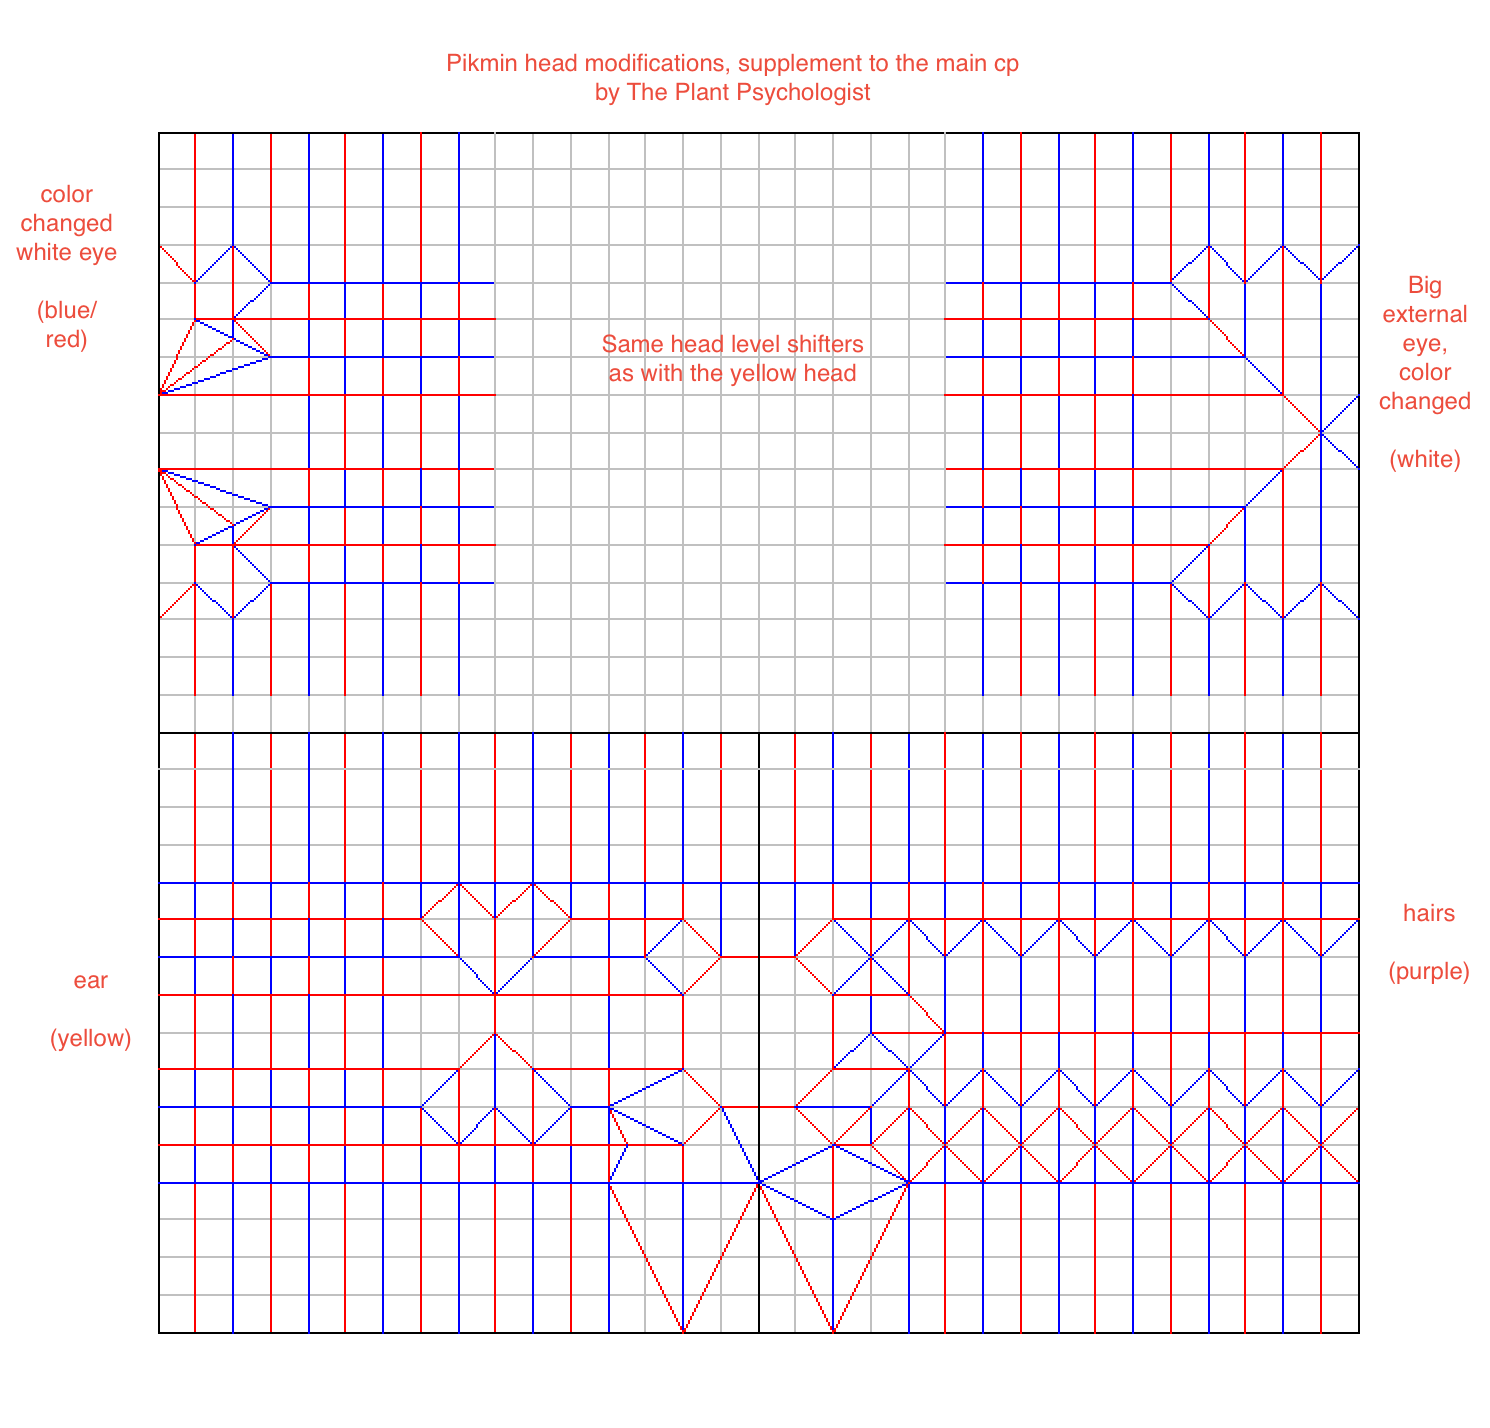 Pikmin head modifications, supplement to the main cp
by The Plant Psychologist
color
changed
white eye
(blue/
red)
Same head level shifters
as with the yellow head
Big
external
eye,
color
changed
(white)
ear
(yellow)
hairs
(purple)